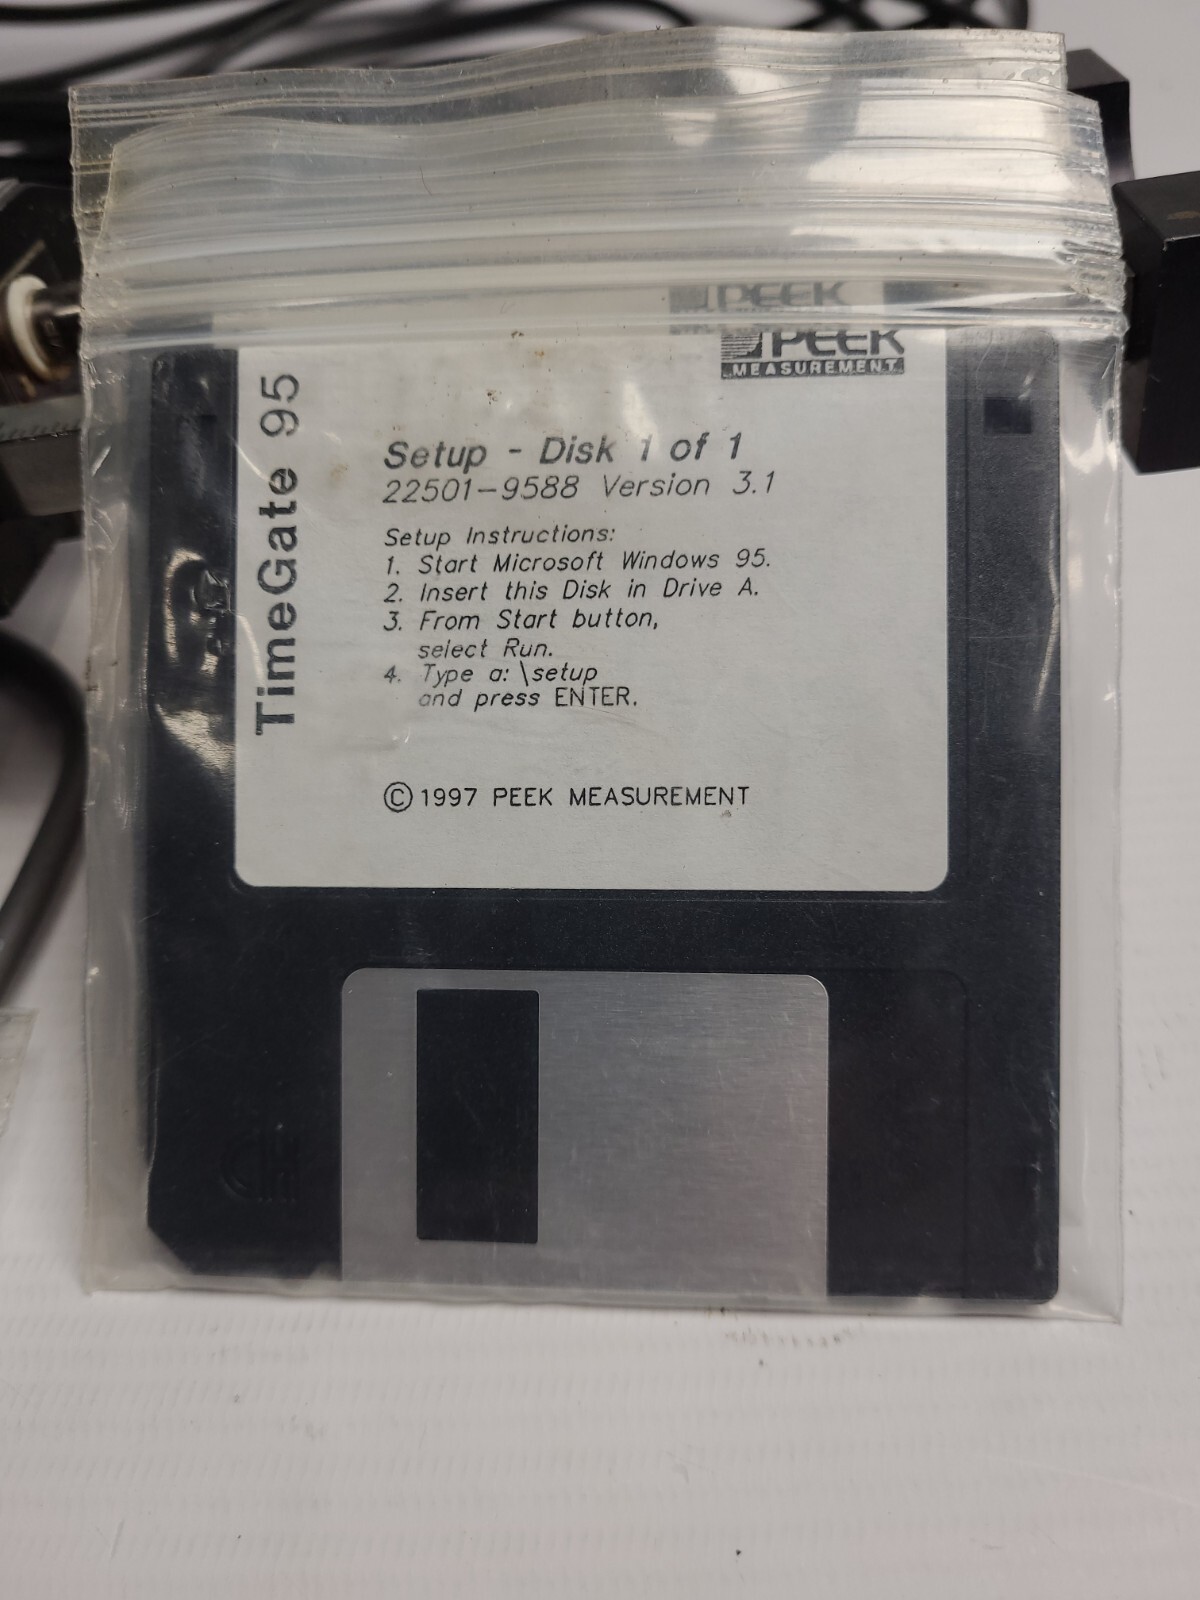 PEEK
PEEK
MEASUREMENT
TimeGate 95
Setup - Disk 1 of 1
22501-9588 Version 3.1
Setup Instructions:
1. Start Microsoft Windows 95.
2. Insert this Disk in Drive A.
3. From Start button,
select Run.
4. Type a: \setup
and press ENTER.
© 1997 PEEK MEASUREMENT